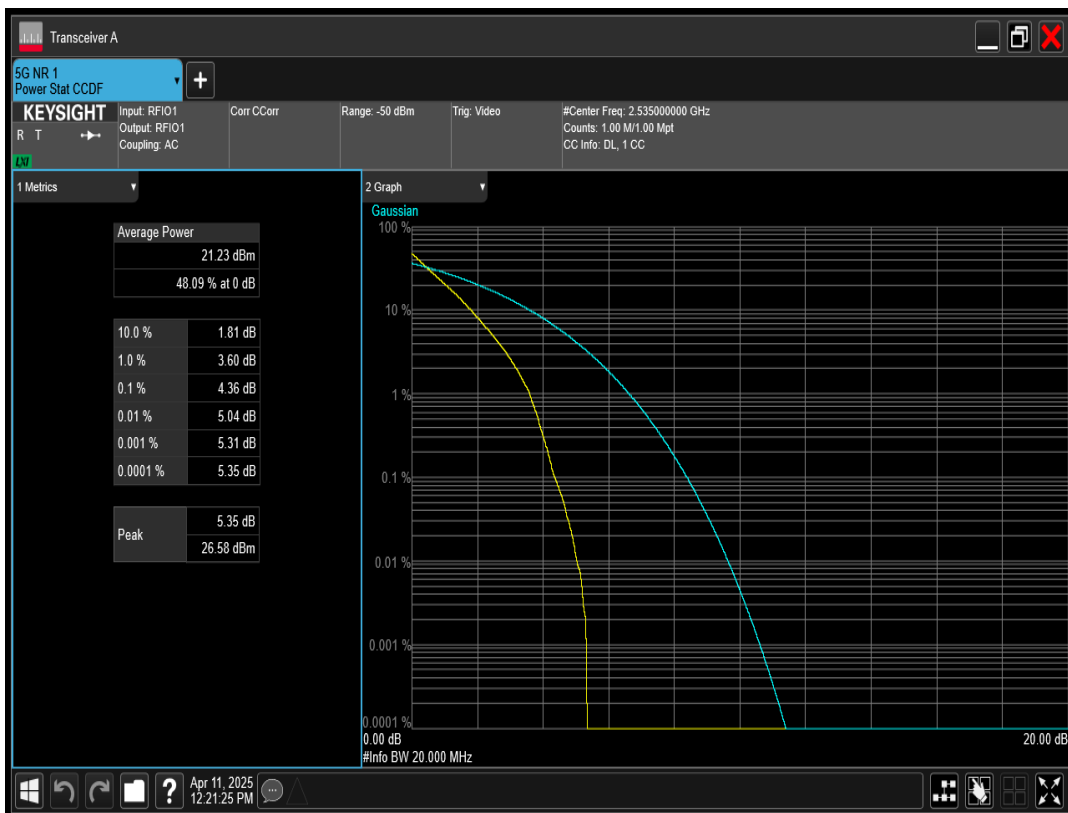 Transceiver A
5G NR 1
Power Stat CCDF
+
KEYSIGHT
R T
LXI
Input: RFIO1
Output: RFIO1
Coupling: AC
Corr CCorr
Range: -50 dBm
Trig: Video
#Center Freq: 2.535000000 GHz
Counts: 1.00 M/1.00 Mpt
CC Info: DL, 1 CC
1 Metrics
Average Power
21.23 dBm
48.09 % at 0 dB
10.0 % 1.81 dB
1.0 % 3.60 dB
0.1 % 4.36 dB
0.01 % 5.04 dB
0.001 % 5.31 dB
0.0001 % 5.35 dB
Peak
5.35 dB
26.58 dBm
2 Graph
Gaussian
100 %
10 %
1 %
0.1 %
0.01 %
0.001 %
0.0001 %
0.00 dB 20.00 dB
#Info BW 20.000 MHz
?
Apr 11, 2025
12:21:25 PM